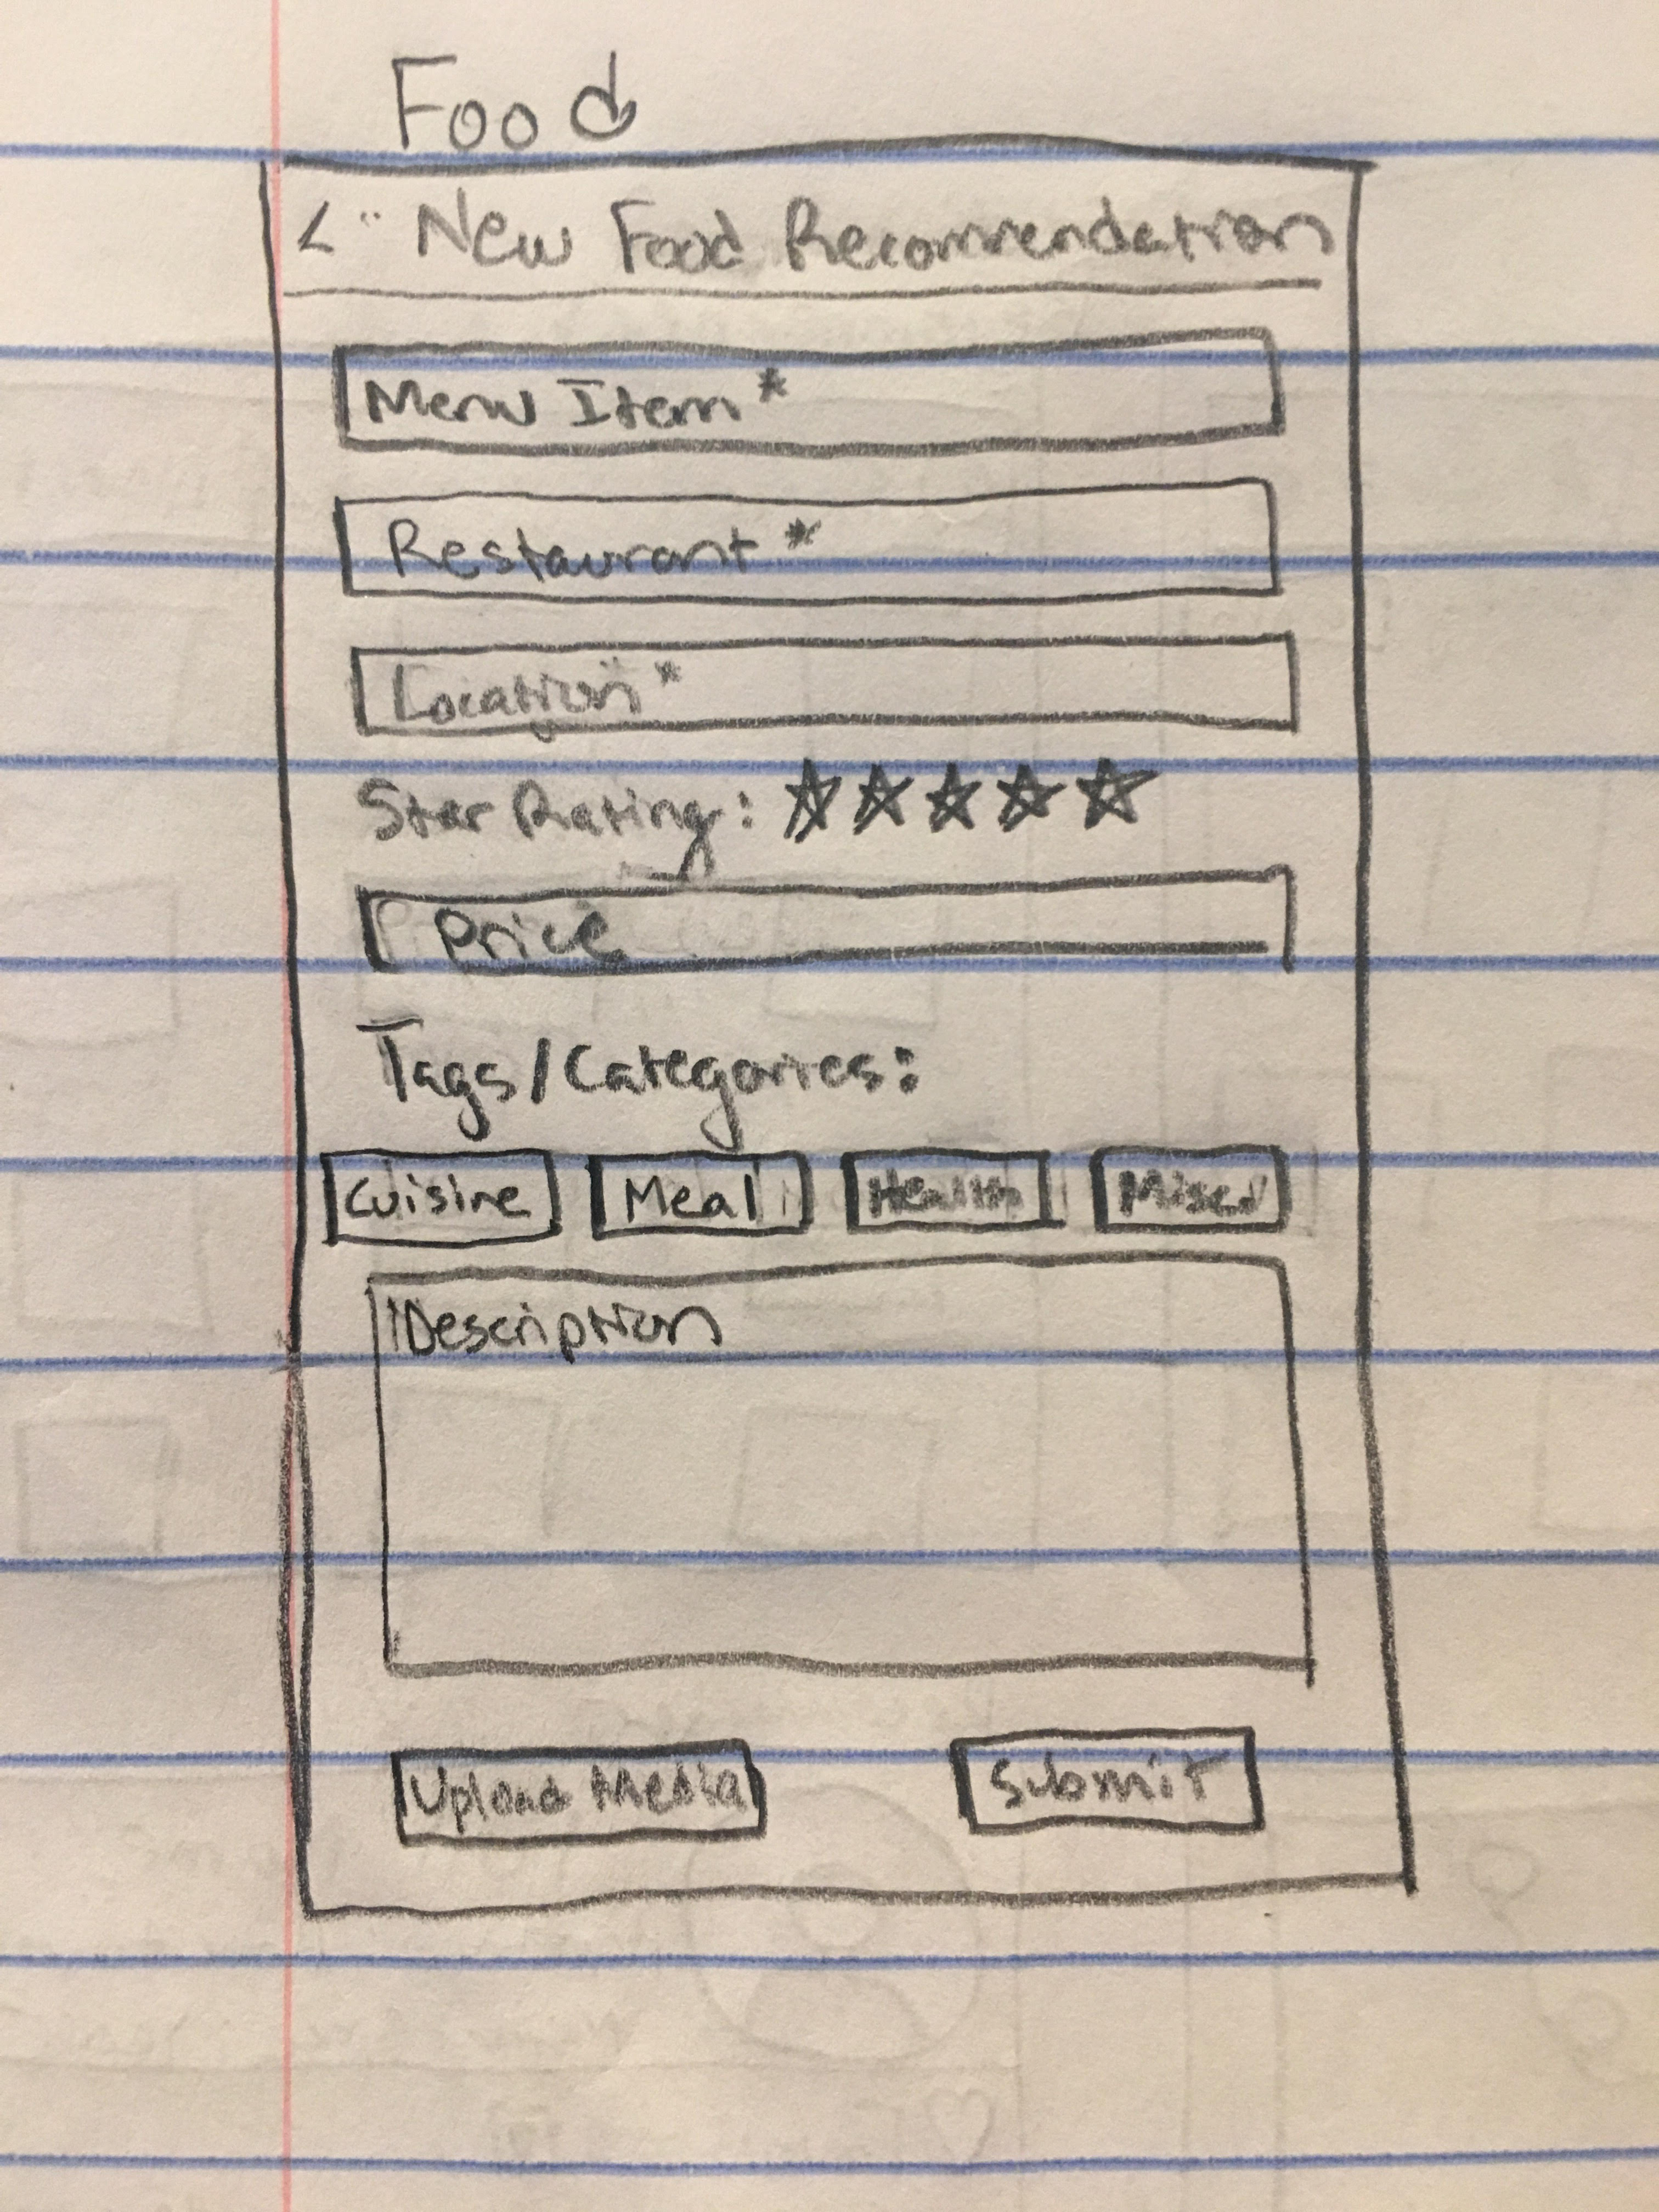 Food
< New Food Recommendation
Menu Item*
Restaurant*
Location*
Star Rating:
Price
Tags/Categories:
Cuisine Meal Health
Description
Upload Media Submit